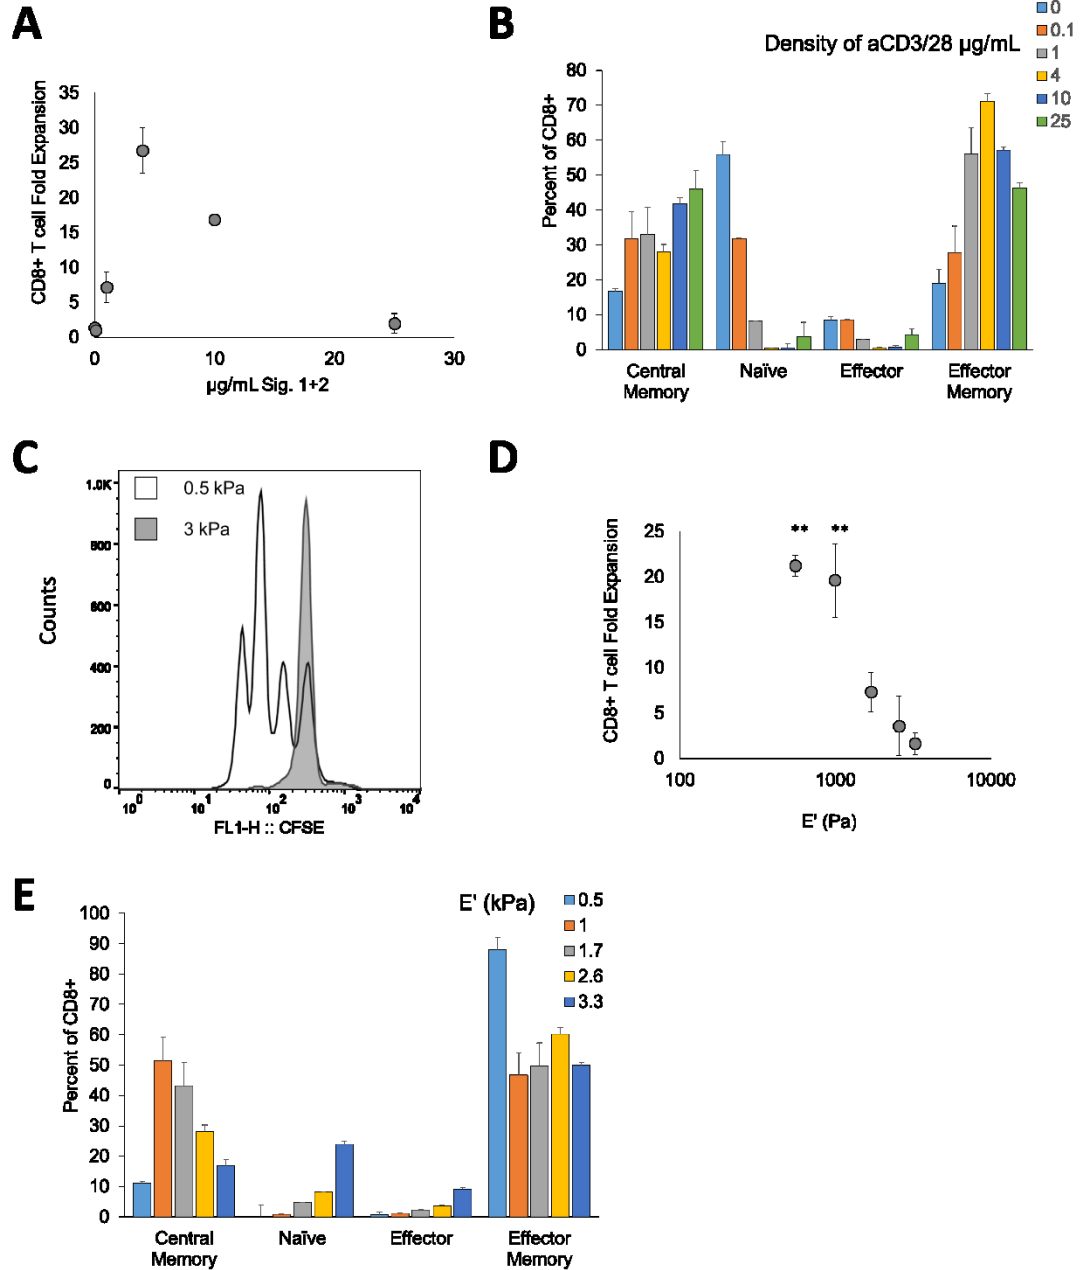 A
CD8+ T cell Fold Expansion
35
30
25
20
15
10
5
0
0
10
20
30
µg/mL Sig. 1+2
B
Density of aCD3/28 µg/mL
0
0.1
1
4
10
25
Percent of CD8+
80
70
60
50
40
30
20
10
0
Central Memory
Naïve
Effector
Effector Memory
C
0.5 kPa
3 kPa
Counts
1.0K
800
600
400
200
0
10^0
10^1
10^2
10^3
10^4
FL1-H :: CFSE
D
CD8+ T cell Fold Expansion
25
20
15
10
5
0
**
**
100
1000
10000
E' (Pa)
E
E' (kPa)
0.5
1
1.7
2.6
3.3
Percent of CD8+
100
90
80
70
60
50
40
30
20
10
0
Central Memory
Naïve
Effector
Effector Memory